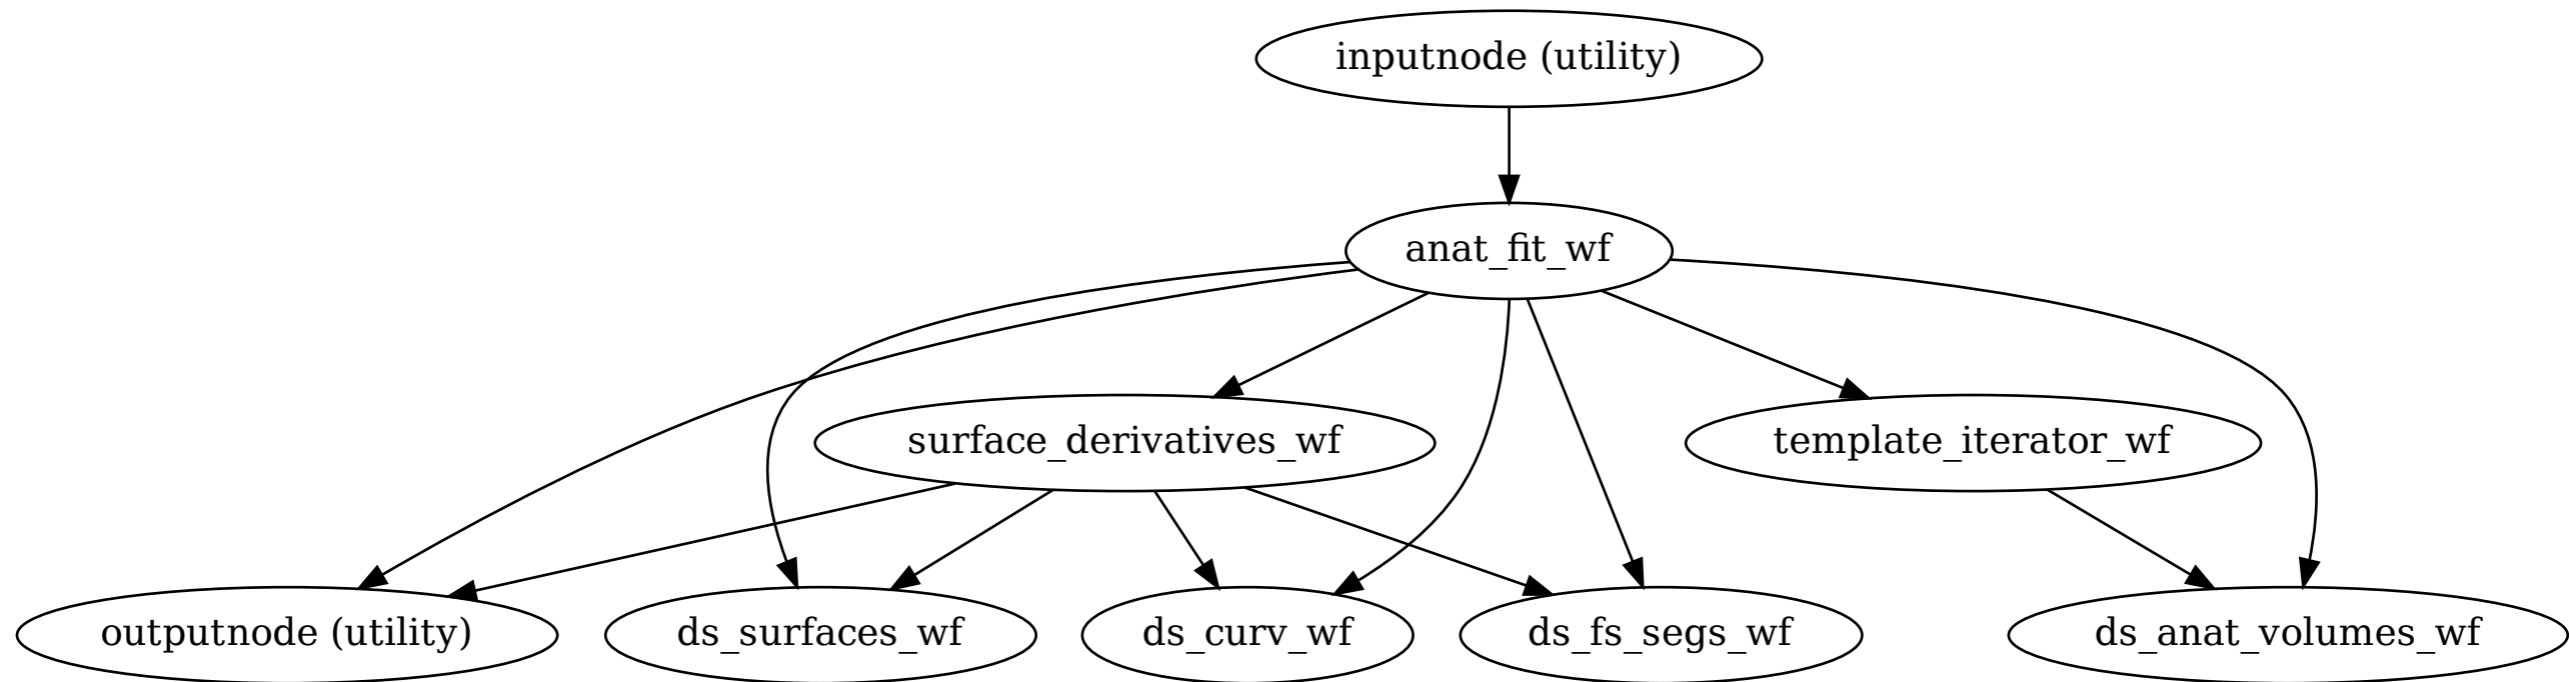 inputnode (utility)
anat_fit_wf
surface_derivatives_wf
template_iterator_wf
outputnode (utility)
ds_surfaces_wf
ds_curv_wf
ds_fs_segs_wf
ds_anat_volumes_wf